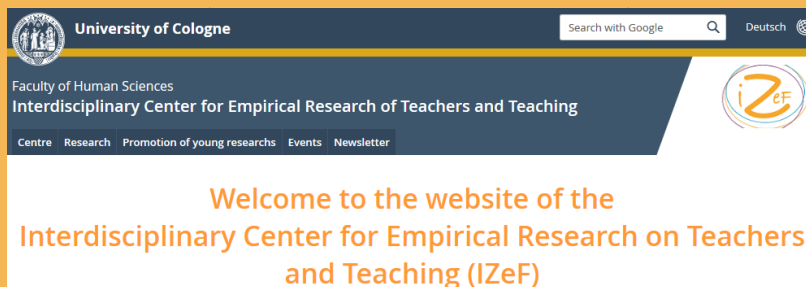 University of Cologne
Search with Google
Deutsch
Faculty of Human Sciences
Interdisciplinary Center for Empirical Research of Teachers and Teaching
iZeF
Centre Research Promotion of young researchs Events Newsletter
Welcome to the website of the
Interdisciplinary Center for Empirical Research on Teachers
and Teaching (IZeF)